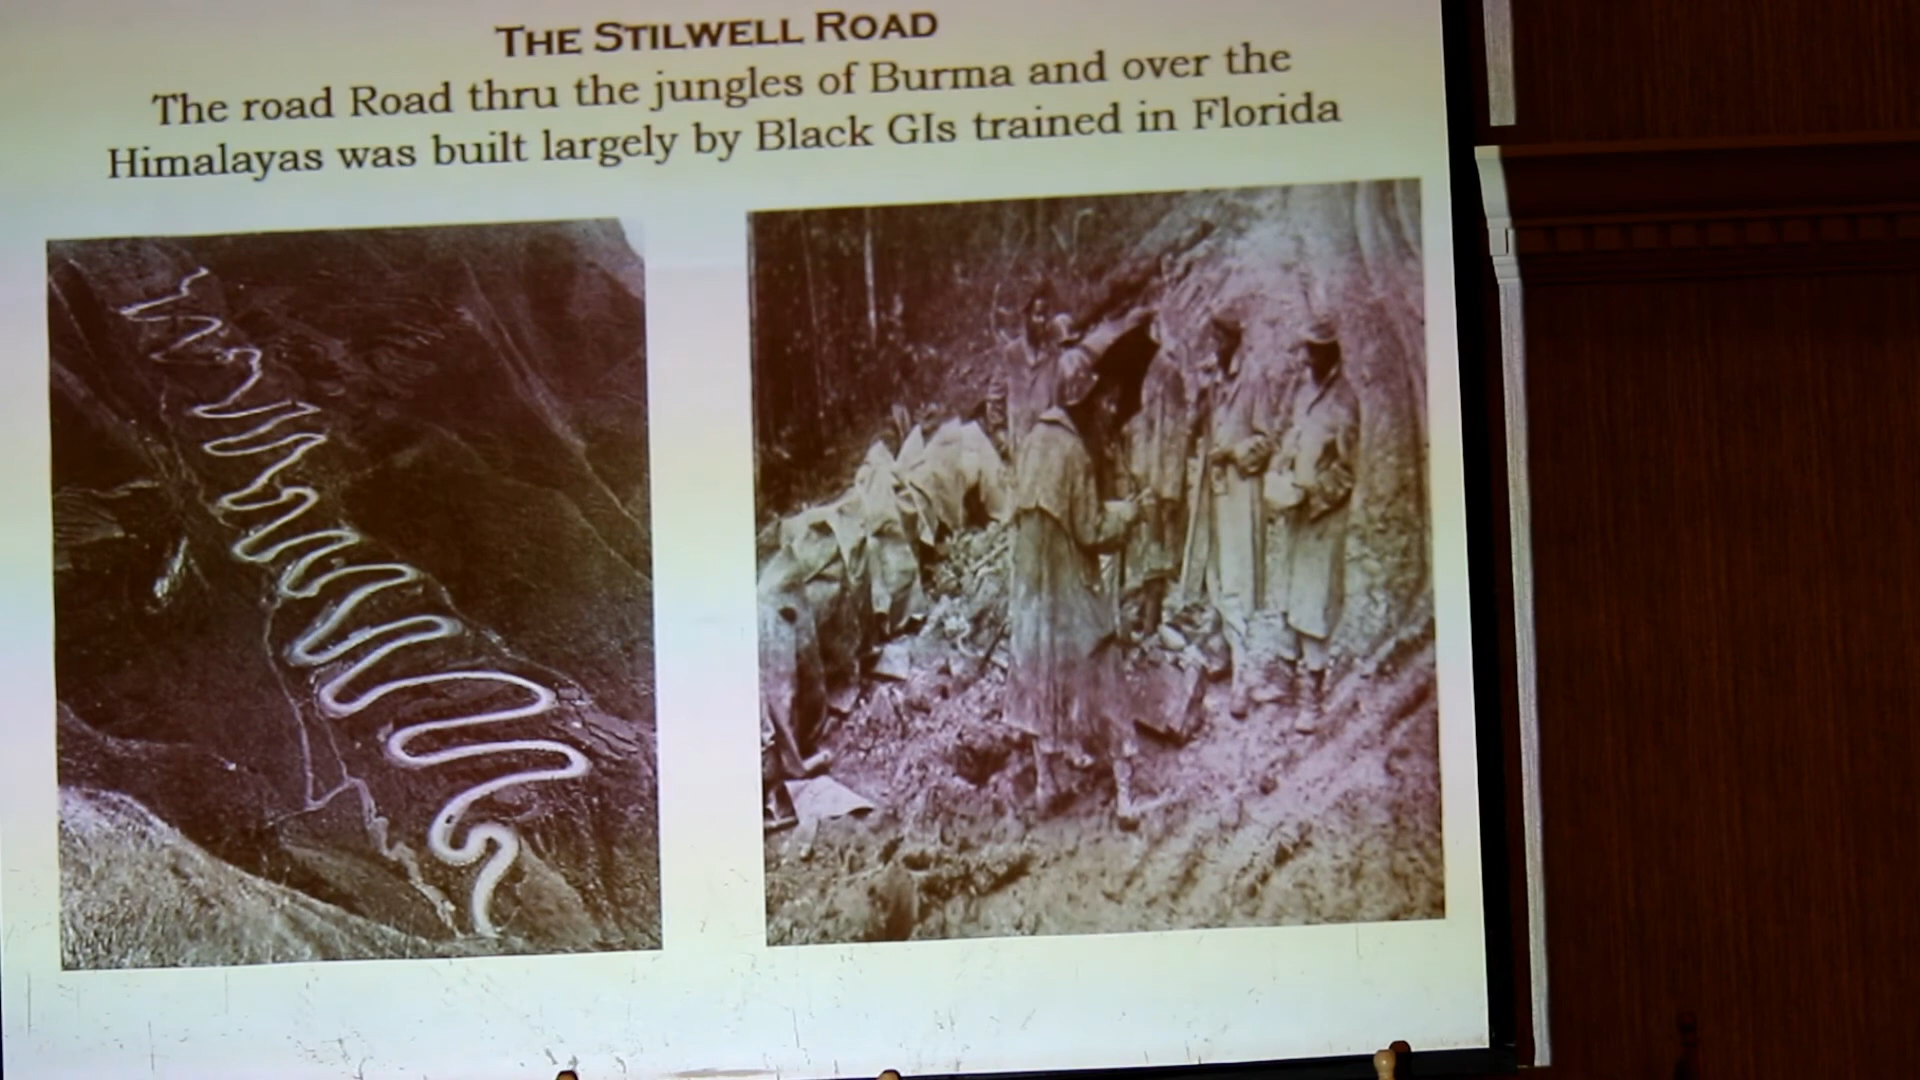 THE STILWELL ROAD
The road Road thru the jungles of Burma and over the
Himalayas was built largely by Black GIs trained in Florida